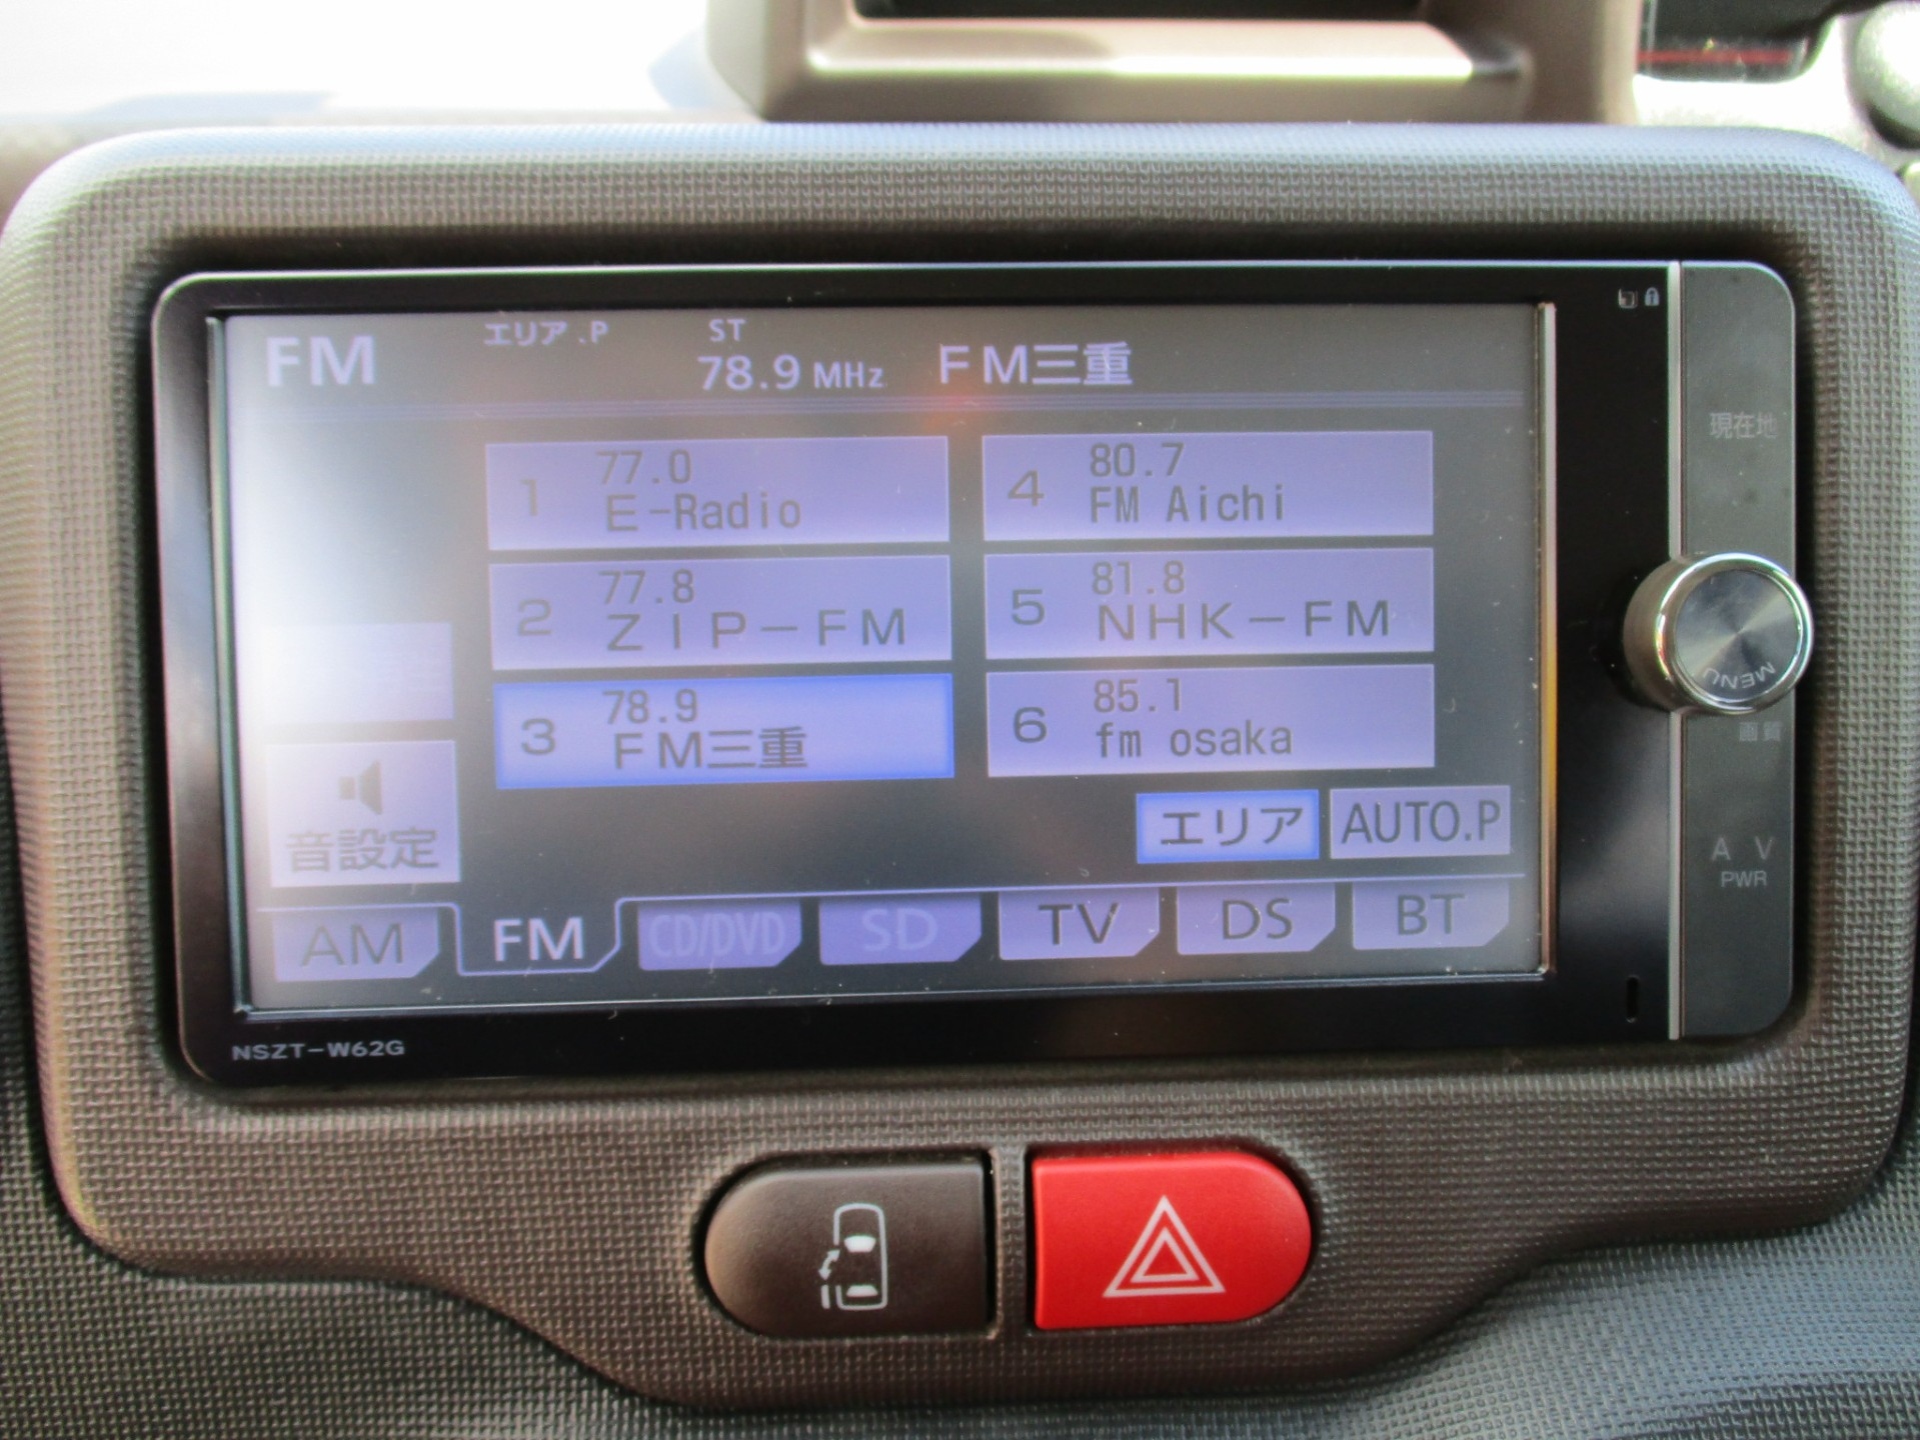 FM
エリア.P
ST
78.9 MHz
FM三重
1
77.0
E-Radio
2
77.8
ZIP-FM
3
78.9
FM三重
4
80.7
FM Aichi
5
81.8
NHK-FM
6
85.1
fm osaka
音設定
エリア
AUTO.P
AM
FM
CD/DVD
SD
TV
DS
BT
NSZT-W62G
現在地
MENU
画質
A V
PWR